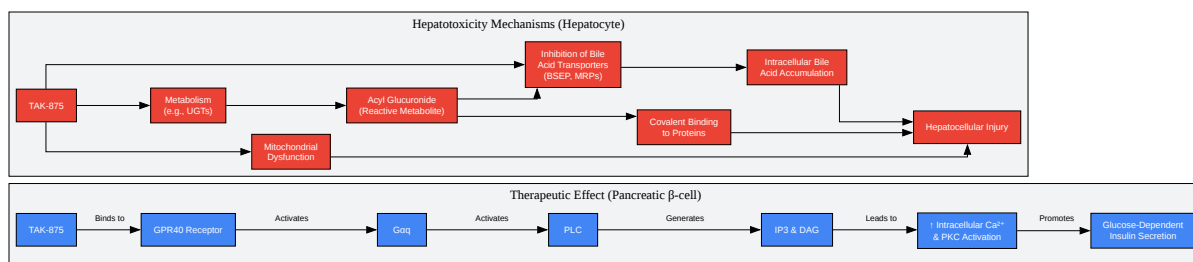 Hepatotoxicity Mechanisms (Hepatocyte)
Inhibition of Bile
Acid Transporters
(BSEP, MRPs)
Intracellular Bile
Acid Accumulation
TAK-875
Metabolism
(e.g., UGTs)
Acyl Glucuronide
(Reactive Metabolite)
Covalent Binding
to Proteins
Hepatocellular Injury
Mitochondrial
Dysfunction
Therapeutic Effect (Pancreatic β-cell)
TAK-875
Binds to
GPR40 Receptor
Activates
Gαq
Activates
PLC
Generates
IP3 & DAG
Leads to
↑ Intracellular Ca²⁺
& PKC Activation
Promotes
Glucose-Dependent
Insulin Secretion